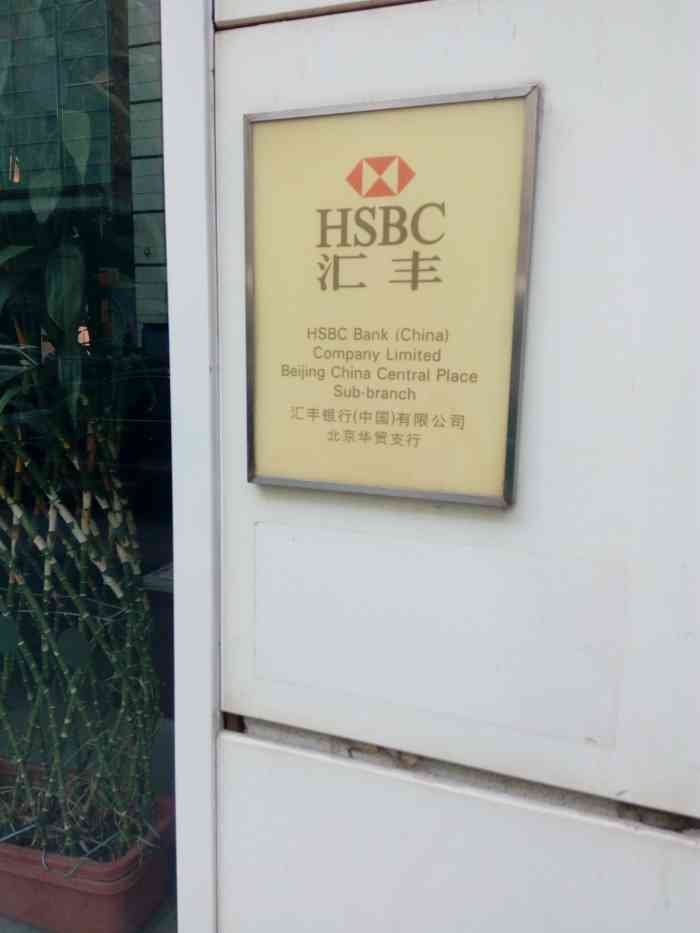 HSBC
汇丰
HSBC Bank (China)
Company Limited
Beijing China Central Place
Sub-branch
汇丰银行(中国)有限公司
北京华贸支行